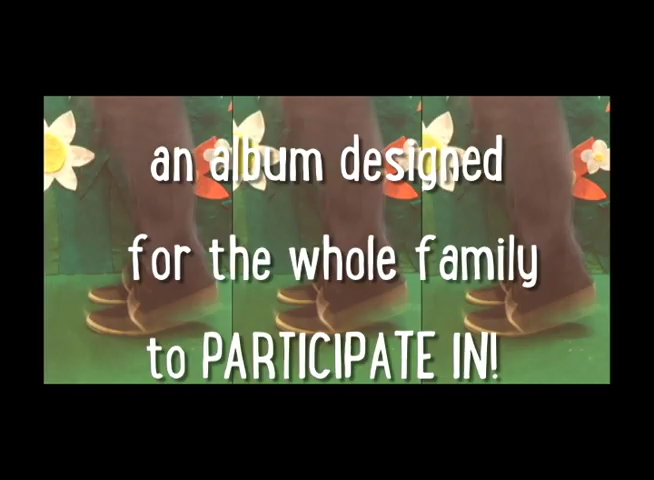 an album designed
for the whole family
to PARTICIPATE IN!